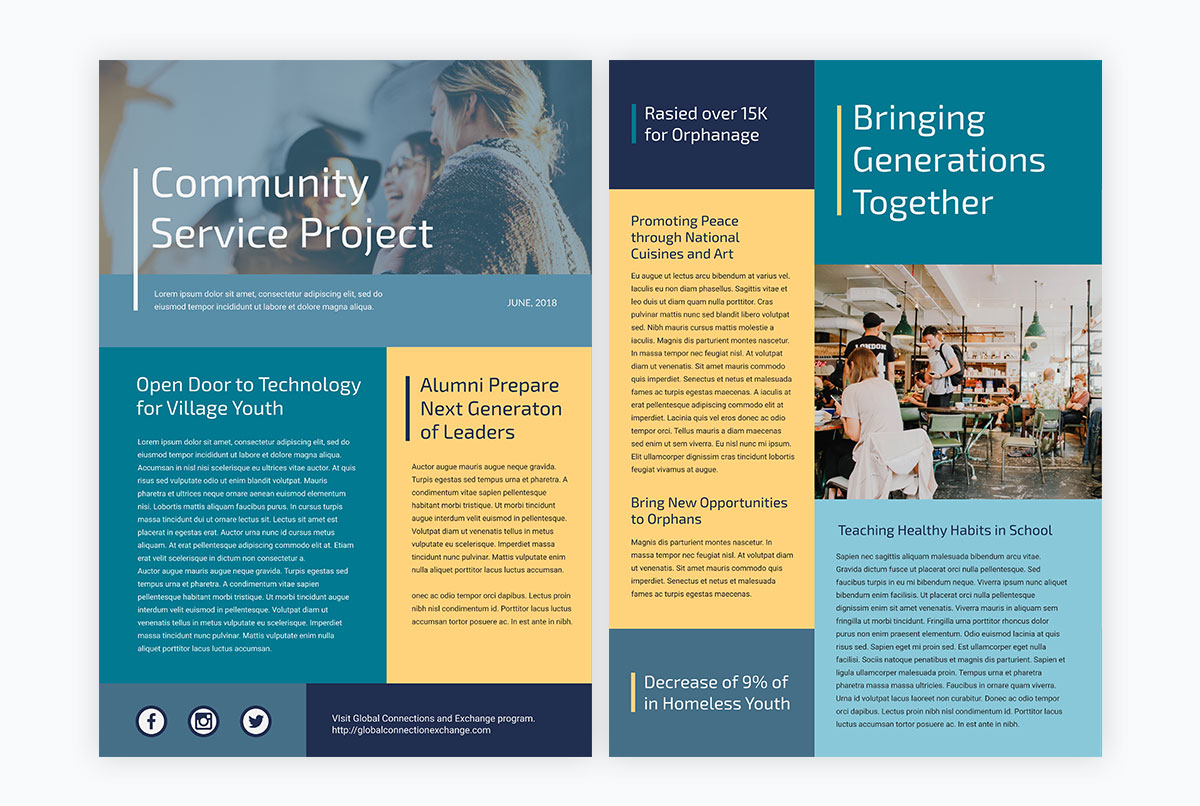 Community
Service Project
Lorem ipsum dolor sit amet, consectetur adipiscing elit, sed do
eiusmod tempor incididunt ut labore et dolore magna aliqua.
JUNE, 2018
Open Door to Technology
for Village Youth
Lorem ipsum dolor sit amet, consectetur adipiscing elit, sed do
eiusmod tempor incididunt ut labore et dolore magna aliqua.
Accumsan in nisl nisi scelerisque eu ultrices vitae auctor. At quis
risus sed vulputate odio ut enim blandit volutpat. Mauris
pharetra et ultrices neque ornare aenean euismod elementum
nisi. Lobortis mattis aliquam faucibus purus. In cursus turpis
massa tincidunt dui ut ornare lectus sit. Lectus sit amet est
placerat in egestas erat. Auctor urna nunc id cursus metus
aliquam. At erat pellentesque adipiscing commodo elit at. Etiam
erat velit scelerisque in dictum non consectetur a.
Auctor augue mauris augue neque gravida. Turpis egestas sed
tempus urna et pharetra. A condimentum vitae sapien
pellentesque habitant morbi tristique. Ut morbi tincidunt augue
interdum velit euismod in pellentesque. Volutpat diam ut
venenatis tellus in metus vulputate eu scelerisque. Imperdiet
massa tincidunt nunc pulvinar. Mattis vulputate enim nulla
aliquet porttitor lacus luctus accumsan.
Alumni Prepare
Next Generaton
of Leaders
Auctor augue mauris augue neque gravida.
Turpis egestas sed tempus urna et pharetra. A
condimentum vitae sapien pellentesque
habitant morbi tristique. Ut morbi tincidunt
augue interdum velit euismod in pellentesque.
Volutpat diam ut venenatis tellus in metus
vulputate eu scelerisque. Imperdiet massa
tincidunt nunc pulvinar. Mattis vulputate enim
nulla aliquet porttitor lacus luctus accumsan.
onec ac odio tempor orci dapibus. Lectus proin
nibh nisl condimentum id. Porttitor lacus luctus
accumsan tortor posuere ac. In est ante in nibh.
VIsit Global Connections and Exchange program.
http://globalconnectionexchange.com
Rasied over 15K
for Orphanage
Promoting Peace
through National
Cuisines and Art
Eu augue ut lectus arcu bibendum at varius vel.
Iaculis eu non diam phasellus. Sagittis vitae et
leo duis ut diam quam nulla porttitor. Cras
pulvinar mattis nunc sed blandit libero volutpat
sed. Nibh mauris cursus mattis molestie a
iaculis. Magnis dis parturient montes nascetur.
In massa tempor nec feugiat nisl. At volutpat
diam ut venenatis. Sit amet mauris commodo
quis imperdiet. Senectus et netus et malesuada
fames ac turpis egestas maecenas. A iaculis at
erat pellentesque adipiscing commodo elit at
imperdiet. Lacinia quis vel eros donec ac odio
tempor orci. Tellus mauris a diam maecenas
sed enim ut sem viverra. Eu nisl nunc mi ipsum.
Elit ullamcorper dignissim cras tincidunt lobortis
feugiat vivamus at augue.
Bring New Opportunities
to Orphans
Magnis dis parturient montes nascetur. In
massa tempor nec feugiat nisl. At volutpat diam
ut venenatis. Sit amet mauris commodo quis
imperdiet. Senectus et netus et malesuada
fames ac turpis egestas maecenas.
Decrease of 9% of
in Homeless Youth
Bringing
Generations
Together
LONDON
Teaching Healthy Habits in School
Sapien nec sagittis aliquam malesuada bibendum arcu vitae.
Gravida dictum fusce ut placerat orci nulla pellentesque. Sed
faucibus turpis in eu mi bibendum neque. Viverra ipsum nunc aliquet
bibendum enim facilisis. Ut placerat orci nulla pellentesque
dignissim enim sit amet venenatis. Viverra mauris in aliquam sem
fringilla ut morbi tincidunt. Fringilla urna porttitor rhoncus dolor
purus non enim praesent elementum. Odio euismod lacinia at quis
risus sed. Sapien eget mi proin sed. Est ullamcorper eget nulla
facilisi. Sociis natoque penatibus et magnis dis parturient. Sapien et
ligula ullamcorper malesuada proin. Tempus urna et pharetra
pharetra massa massa ultricies. Faucibus in ornare quam viverra.
Urna id volutpat lacus laoreet non curabitur. Donec ac odio tempor
orci dapibus. Lectus proin nibh nisl condimentum id. Porttitor lacus
luctus accumsan tortor posuere ac. In est ante in nibh.